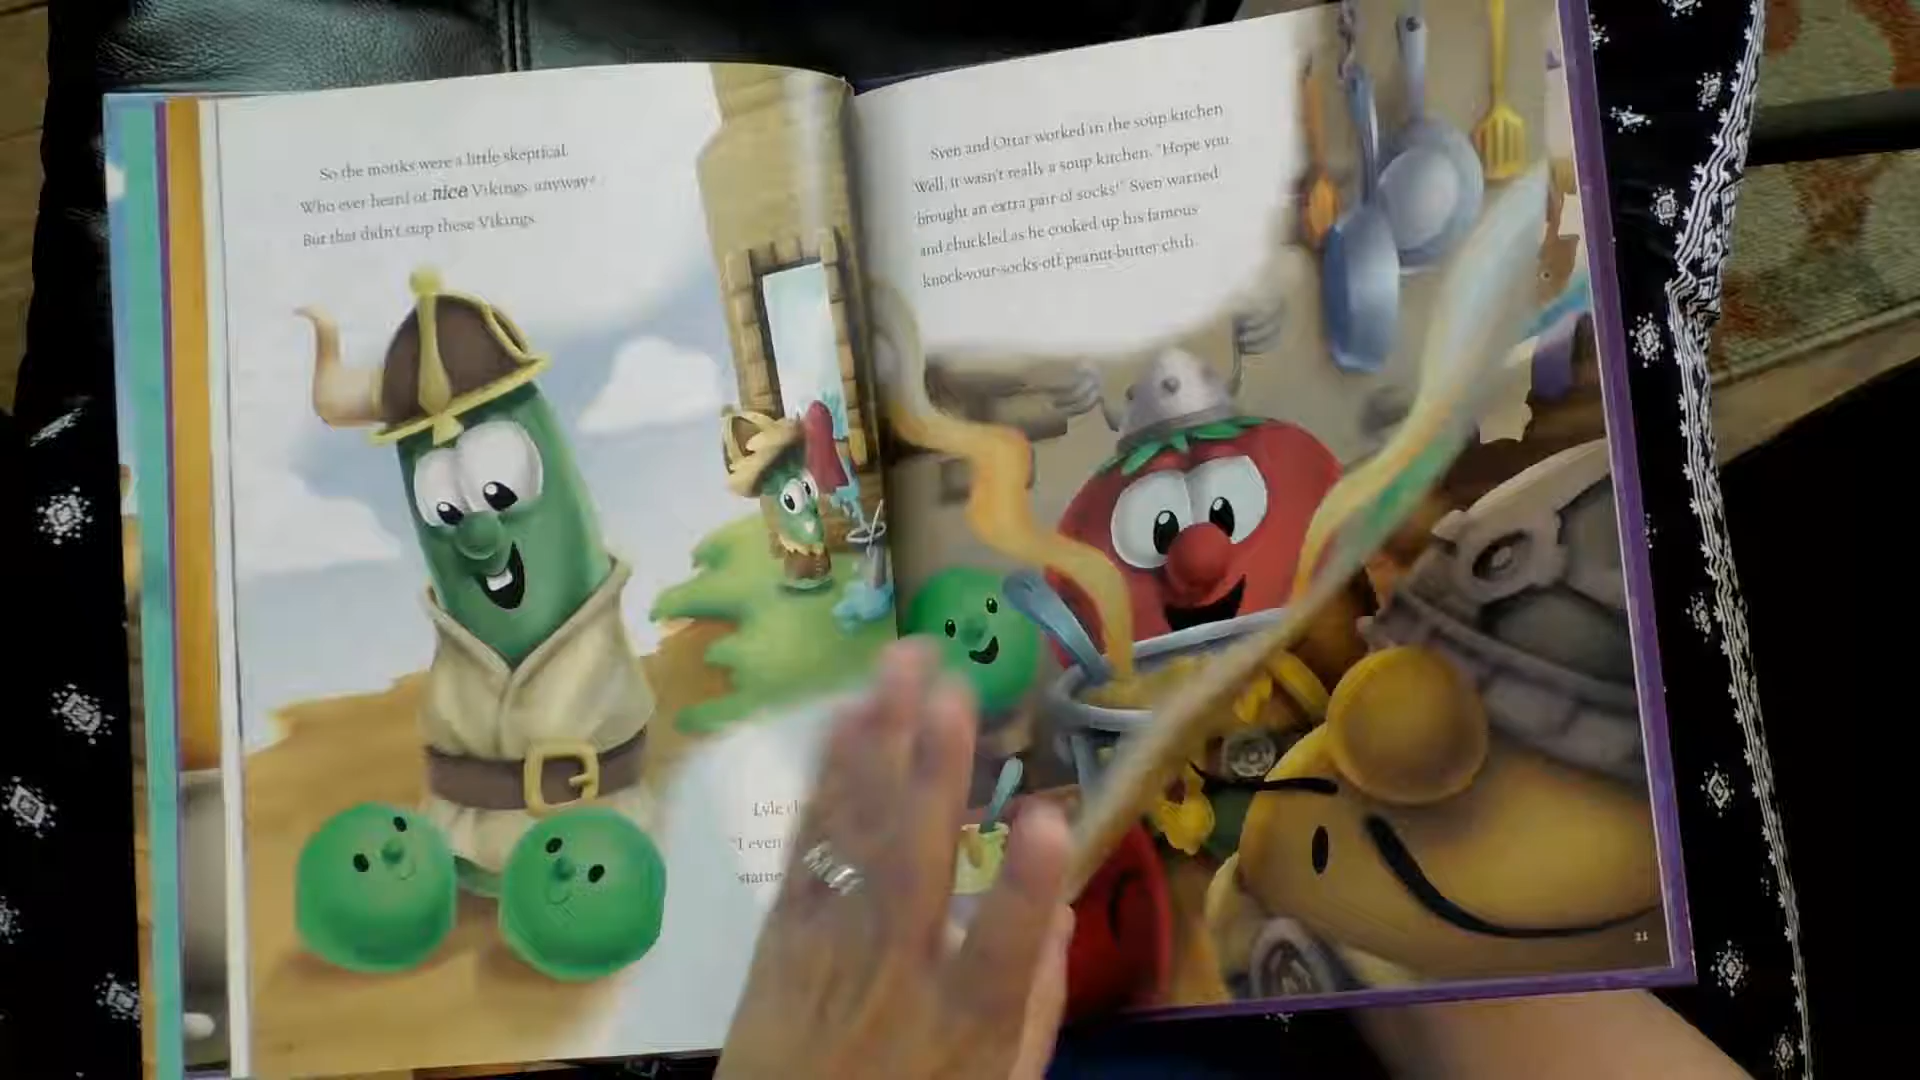 So the monks were a little skeptical.
Who ever heard of nice Vikings, anyway?
But that didn't stop these Vikings.
Lyle
"I even
statue
Sven and Ottar worked in the soup kitchen.
Well, it wasn't really a soup kitchen. "Hope you
brought an extra pair of socks!" Sven warned
and chuckled as he cooked up his famous
knock-your-socks-off peanut-butter chili.
21